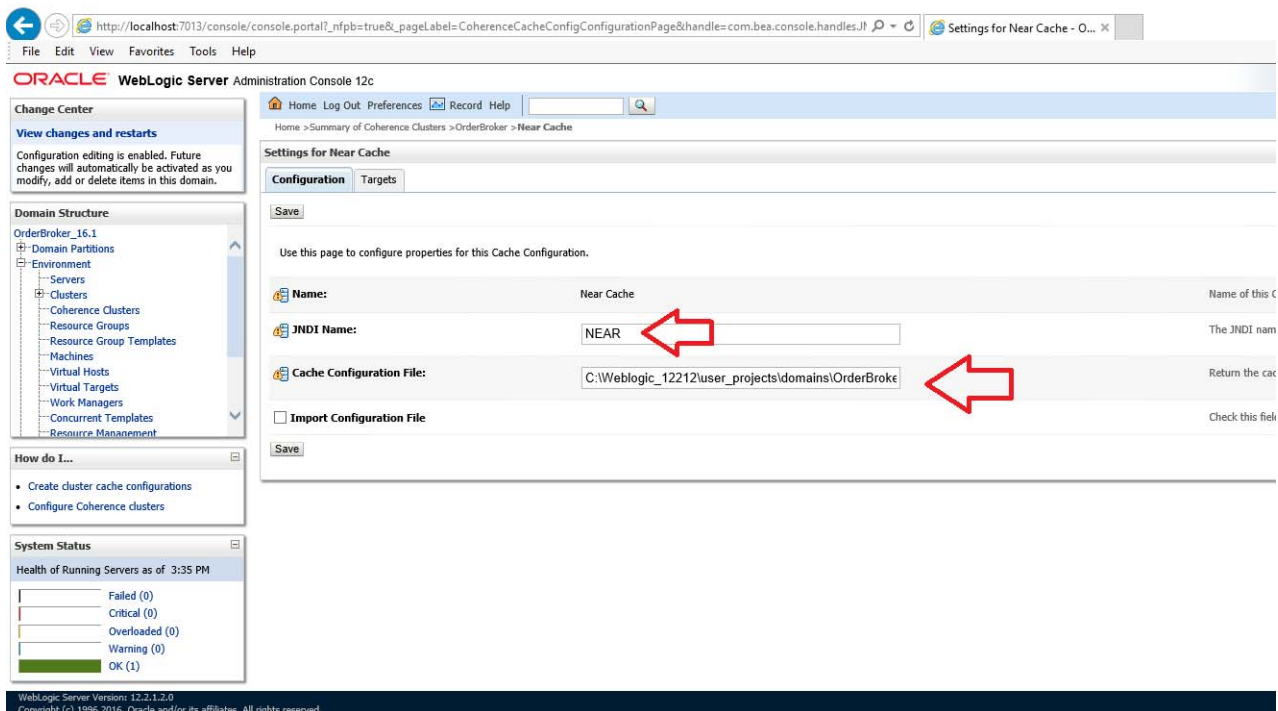 http://localhost:7013/console/console.portal?_nfpb=true&_pageLabel=CoherenceCacheConfigConfigurationPage&handle=com.bea.console.handles.JI
Settings for Near Cache - O...
File Edit View Favorites Tools Help
ORACLE WebLogic Server Administration Console 12c
Change Center
View changes and restarts
Configuration editing is enabled. Future
changes will automatically be activated as you
modify, add or delete items in this domain.
Domain Structure
OrderBroker_16.1
Domain Partitions
Environment
Servers
Clusters
Coherence Clusters
Resource Groups
Resource Group Templates
Machines
Virtual Hosts
Virtual Targets
Work Managers
Concurrent Templates
Resource Management
How do I...
Create cluster cache configurations
Configure Coherence clusters
System Status
Health of Running Servers as of 3:35 PM
Failed (0)
Critical (0)
Overloaded (0)
Warning (0)
OK (1)
Home Log Out Preferences Record Help
Home >Summary of Coherence Clusters >OrderBroker >Near Cache
Settings for Near Cache
Configuration Targets
Save
Use this page to configure properties for this Cache Configuration.
Name: Near Cache Name of this C
JNDI Name: NEAR The JNDI nam
Cache Configuration File: C:\Weblogic_12212\user_projects\domains\OrderBroke Return the cac
Import Configuration File Check this fiel
Save
WebLogic Server Version: 12.2.1.2.0
Copyright (c) 1996,2016, Oracle and/or its affiliates. All rights reserved.